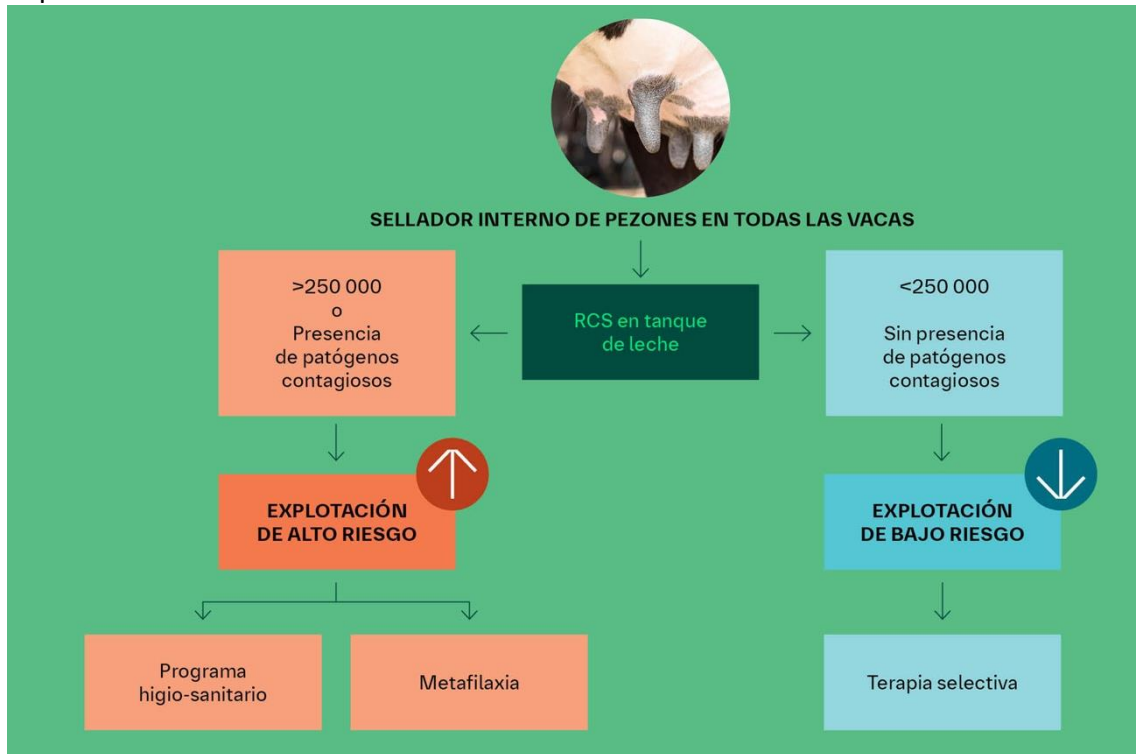 SELLADOR INTERNO DE PEZONES EN TODAS LAS VACAS
RCS en tanque
de leche
>250 000
o
Presencia
de patógenos
contagiosos
<250 000
Sin presencia
de patógenos
contagiosos
EXPLOTACIÓN
DE ALTO RIESGO
EXPLOTACIÓN
DE BAJO RIESGO
Programa
higio-sanitario
Metafilaxia
Terapia selectiva